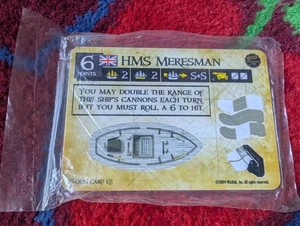 6
POINTS
HMS MERESMAN
2 2 S+S
YOU MAY DOUBLE THE RANGE OF
THIS SHIP'S CANNONS EACH TURN,
BUT YOU MUST ROLL A 6 TO HIT.
©2004 WizKids, Inc. All rights reserved.